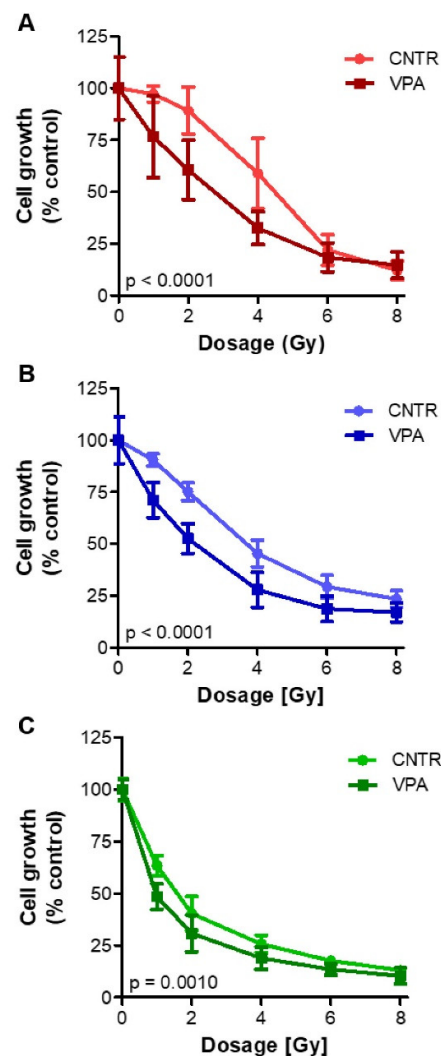 A
125
100
75
50
25
0
Cell growth
(% control)
CNTR
VPA
p < 0.0001
0 2 4 6 8
Dosage (Gy)
B
125
100
75
50
25
0
Cell growth
(% control)
CNTR
VPA
p < 0.0001
0 2 4 6 8
Dosage [Gy]
C
125
100
75
50
25
0
Cell growth
(% control)
CNTR
VPA
p = 0.0010
0 2 4 6 8
Dosage [Gy]